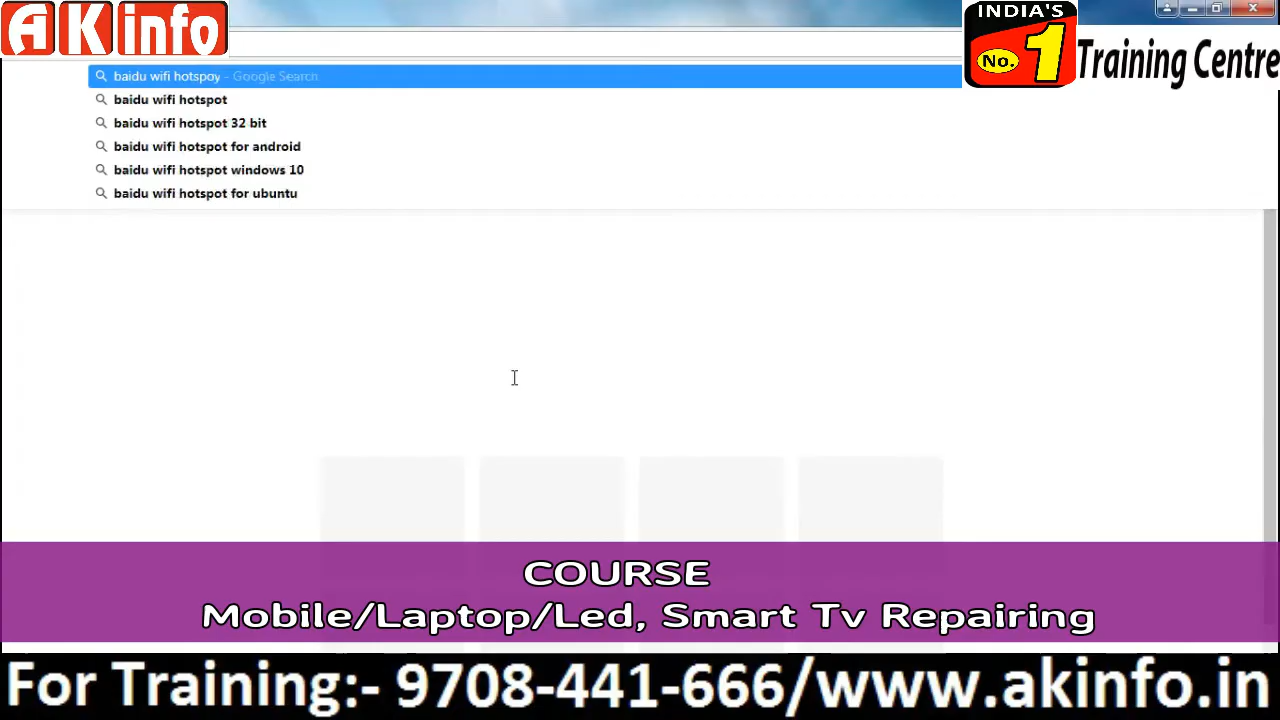 AK info
INDIA'S
No. 1
Training Centre
baidu wifi hotspoy - Google Search
baidu wifi hotspot
baidu wifi hotspot 32 bit
baidu wifi hotspot for android
baidu wifi hotspot windows 10
baidu wifi hotspot for ubuntu
COURSE
Mobile/Laptop/Led, Smart Tv Repairing
For Training:- 9708-441-666/www.akinfo.in